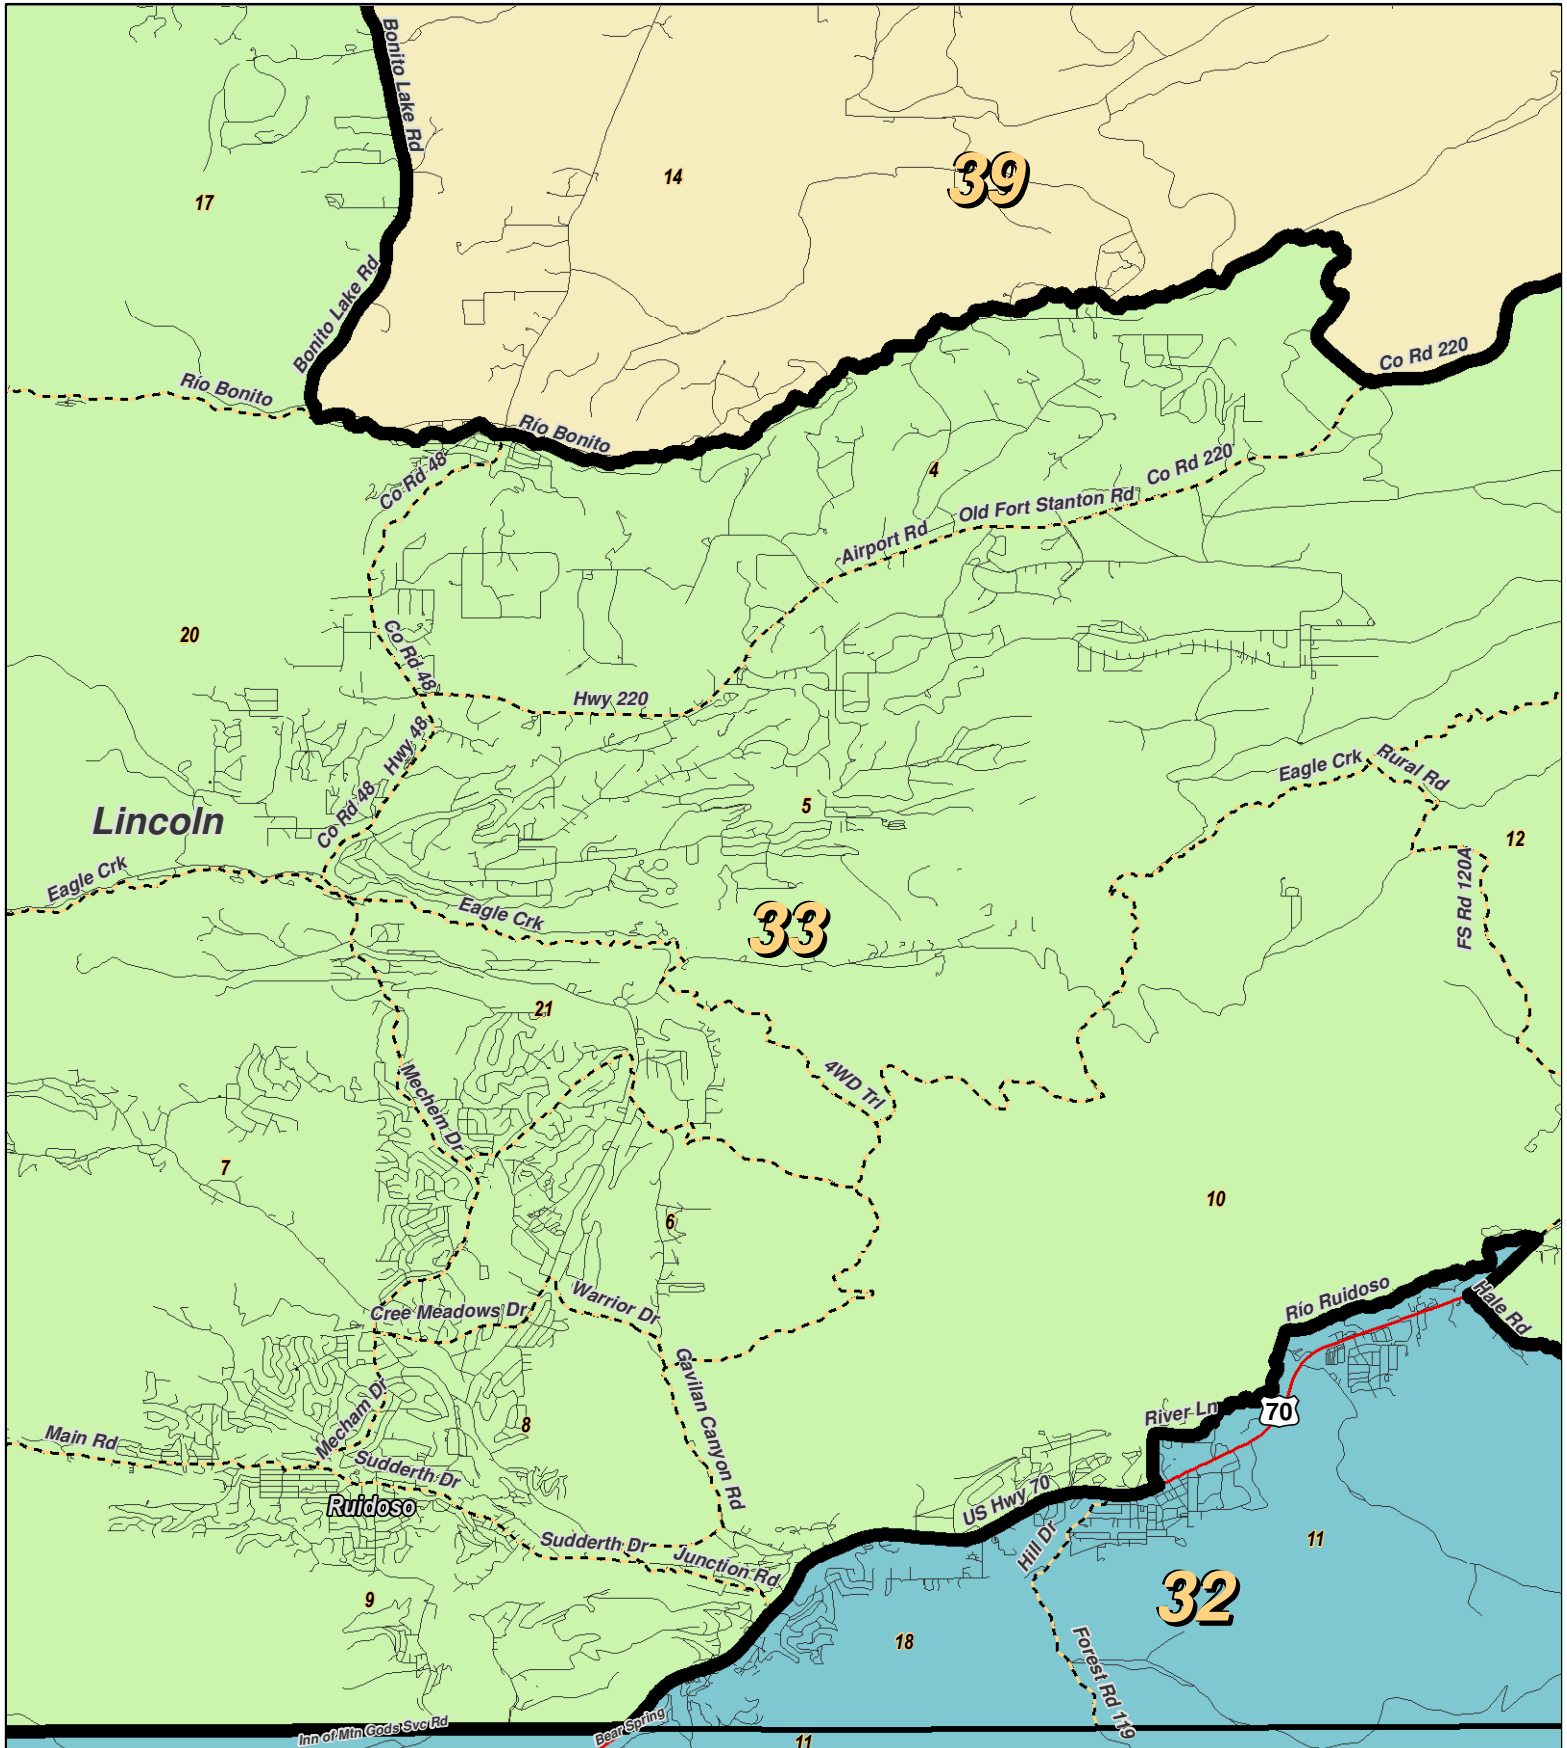 Bonito Lake Rd
39
14
17
Bonito Lake Rd
Co Rd 220
Río Bonito
Río Bonito
Co Rd 48
4
Co Rd 220
Old Fort Stanton Rd
Airport Rd
20
Co Rd 48
Hwy 220
Hwy 48
Eagle Crk
Rural Rd
Co Rd 48
5
Lincoln
12
Eagle Crk
FS Rd 120A
Eagle Crk
33
21
4WD Trl
Mechem Dr
7
10
6
Río Ruidoso
Hale Rd
Warrior Dr
Cree Meadows Dr
Gavilan Canyon Rd
Mecham Dr
River Ln
70
8
Main Rd
Sudderth Dr
US Hwy 70
Ruidoso
Hill Dr
11
Sudderth Dr
Junction Rd
32
9
18
Forest Rd 119
Inn of Mtn Gods Svc Rd
Bear Spring
11